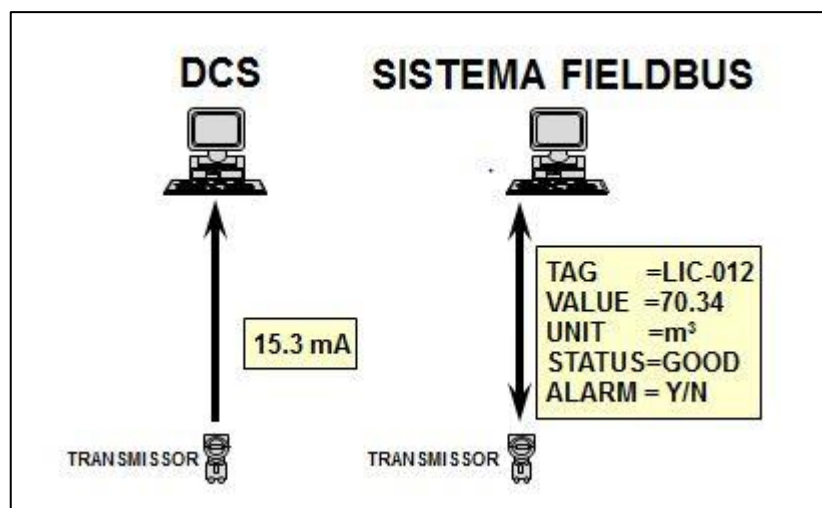 DCS
SISTEMA FIELDBUS
15.3 mA
TAG =LIC-012
VALUE =70.34
UNIT =m³
STATUS=GOOD
ALARM = Y/N
TRANSMISSOR
TRANSMISSOR